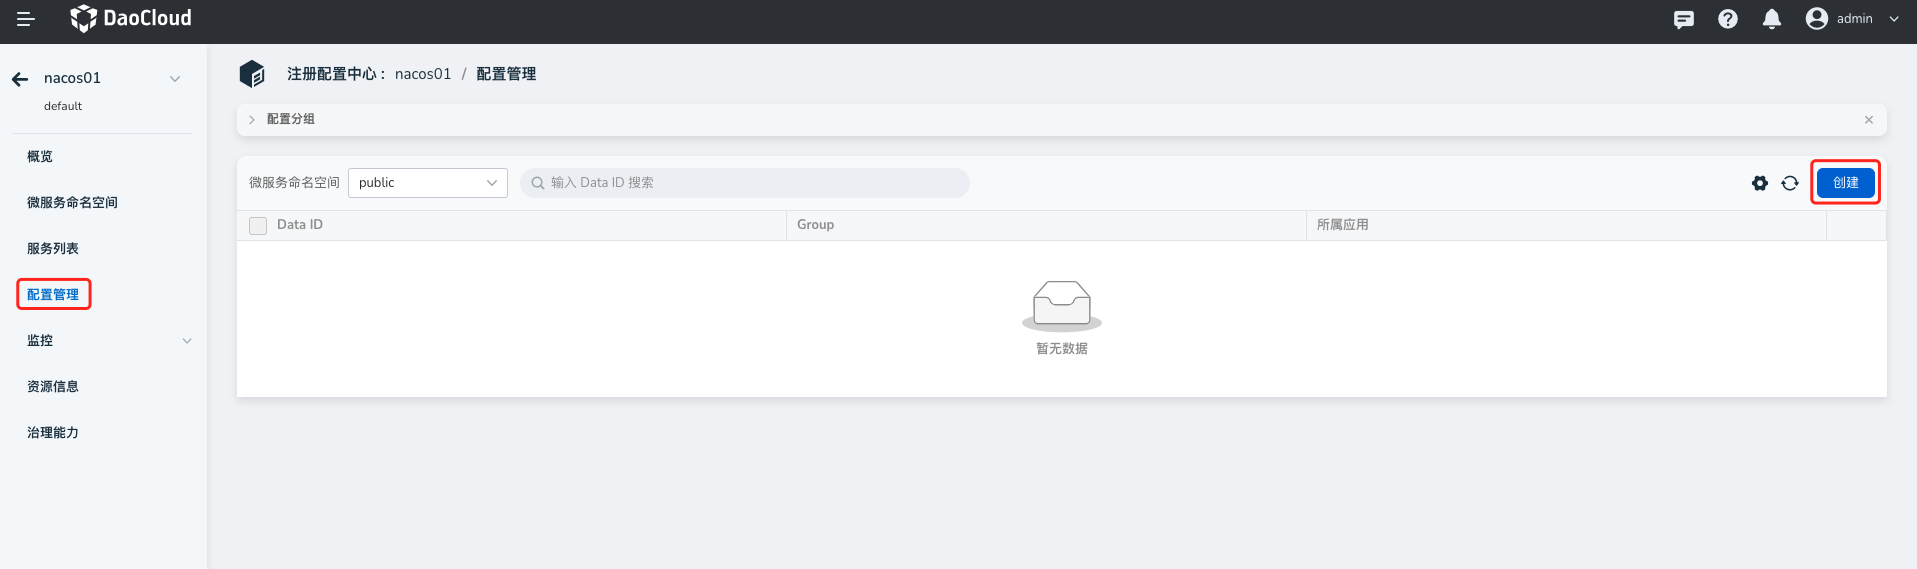 DaoCloud
admin
nacos01
default
概览
微服务命名空间
服务列表
配置管理
监控
资源信息
治理能力
注册配置中心： nacos01 / 配置管理
配置分组
微服务命名空间 public 输入 Data ID 搜索 创建
Data ID Group 所属应用
暂无数据